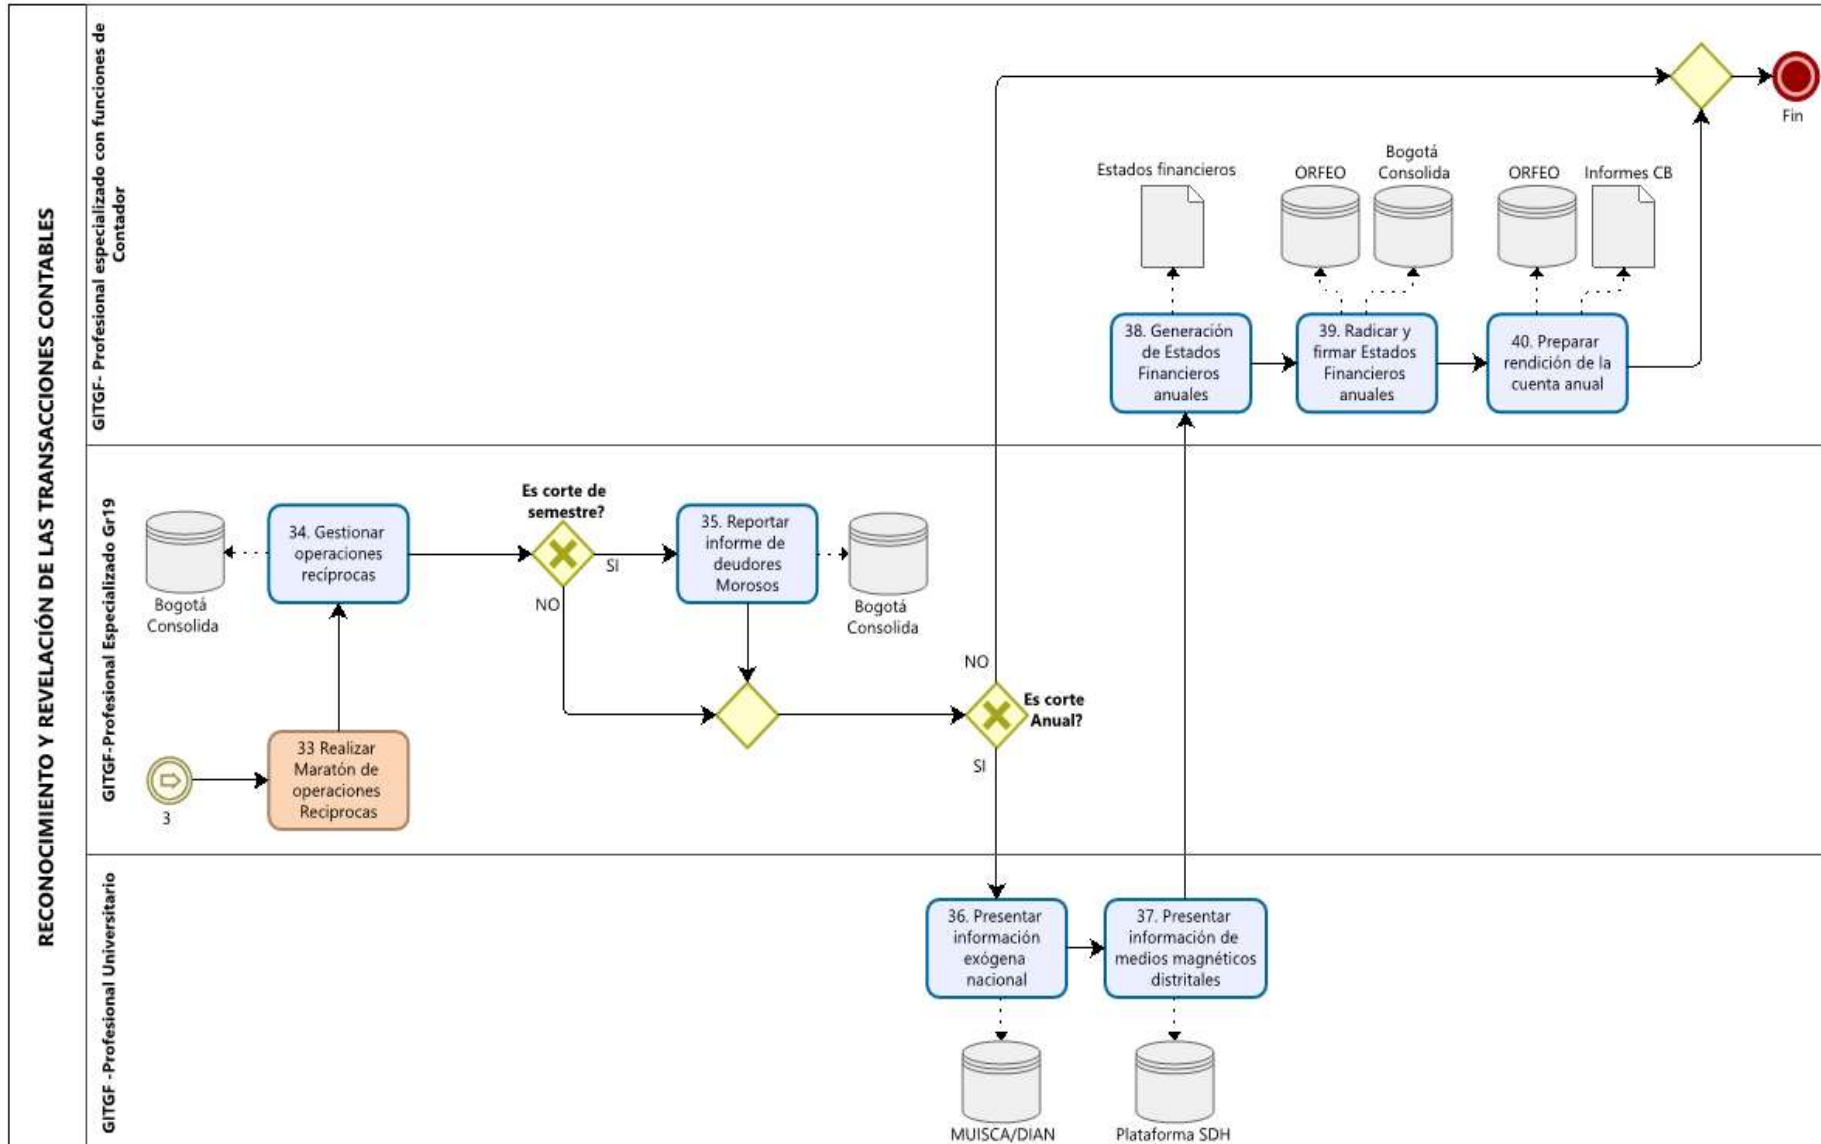 RECONOCIMIENTO Y REVELACIÓN DE LAS TRANSACCIONES CONTABLES
GITGF- Profesional especializado con funciones de
Contador
Fin
Estados financieros
ORFEO
Bogotá
Consolida
ORFEO
Informes CB
38. Generación
de Estados
Financieros
anuales
39. Radicar y
firmar Estados
Financieros
anuales
40. Preparar
rendición de la
cuenta anual
GITGF-Profesional Especializado Gr19
Bogotá
Consolida
34. Gestionar
operaciones
recíprocas
Es corte de
semestre?
SI
NO
35. Reportar
informe de
deudores
Morosos
Bogotá
Consolida
NO
Es corte
Anual?
SI
3
33 Realizar
Maratón de
operaciones
Reciprocas
GITGF -Profesional Universitario
36. Presentar
información
exógena
nacional
37. Presentar
información de
medios magnéticos
distritales
MUISCA/DIAN
Plataforma SDH